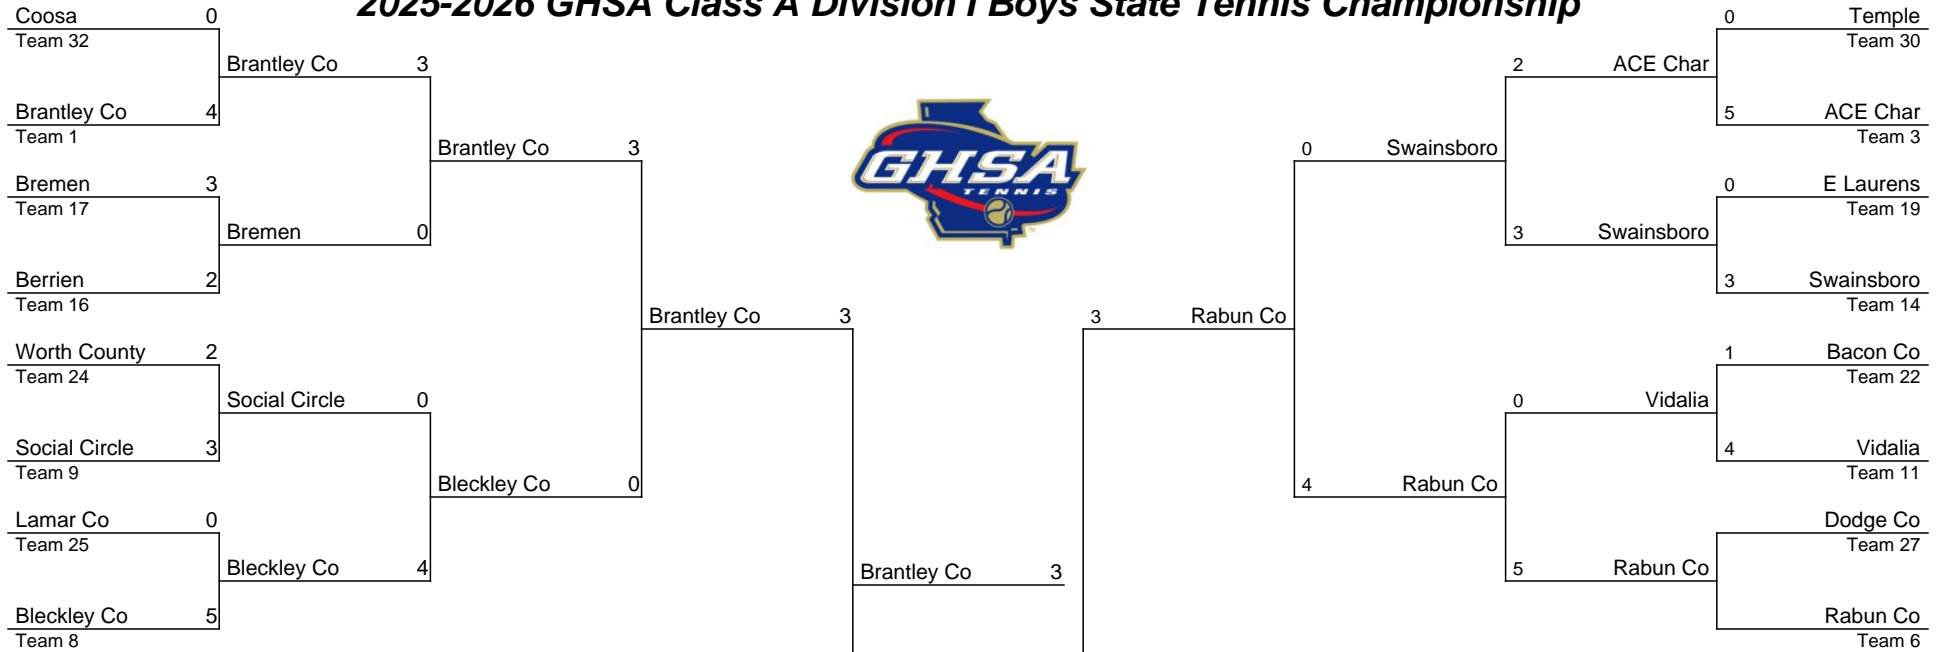 2025-2026 GHSA Class A Division I Boys State Tennis Championship
Coosa 0
Team 32
Brantley Co 3
Brantley Co 4
Team 1
Brantley Co 3
Bremen 3
Team 17
Bremen 0
Berrien 2
Team 16
Brantley Co 3
Worth County 2
Team 24
Social Circle 0
Social Circle 3
Team 9
Bleckley Co 0
Lamar Co 0
Team 25
Bleckley Co 4
Bleckley Co 5
Team 8
GHSA
TENNIS
™
Brantley Co 3
0 Temple
Team 30
2 ACE Char
5 ACE Char
Team 3
0 Swainsboro
0 E Laurens
Team 19
3 Swainsboro
3 Swainsboro
Team 14
3 Rabun Co
1 Bacon Co
Team 22
0 Vidalia
4 Vidalia
Team 11
4 Rabun Co
Dodge Co
Team 27
5 Rabun Co
Rabun Co
Team 6